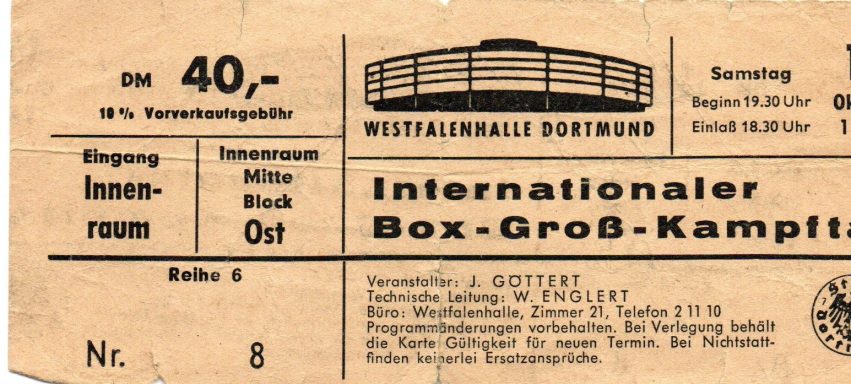 DM 40,-
10 % Vorverkaufsgebühr
WESTFALENHALLE DORTMUND
Samstag
Beginn 19.30 Uhr
Einlaß 18.30 Uhr
Eingang
Innen-
raum
Innenraum
Mitte
Block
Ost
Internationaler
Box-Groß-Kampfta
Reihe 6
Nr. 8
Veranstalter: J. GÖTTERT
Technische Leitung: W. ENGLERT
Büro: Westfalenhalle, Zimmer 21, Telefon 2 11 10
Programmänderungen vorbehalten. Bei Verlegung behält
die Karte Gültigkeit für neuen Termin. Bei Nichtstatt-
finden keinerlei Ersatzansprüche.